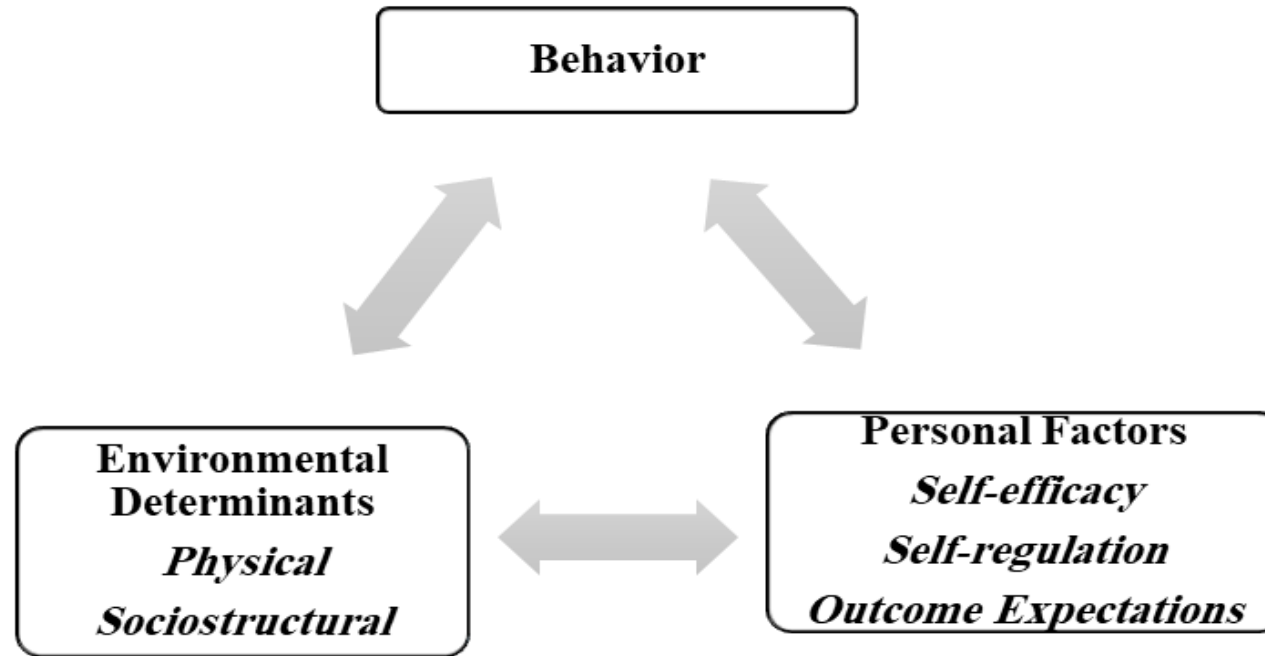 Behavior
Environmental
Determinants
Physical
Sociostructural
Personal Factors
Self-efficacy
Self-regulation
Outcome Expectations